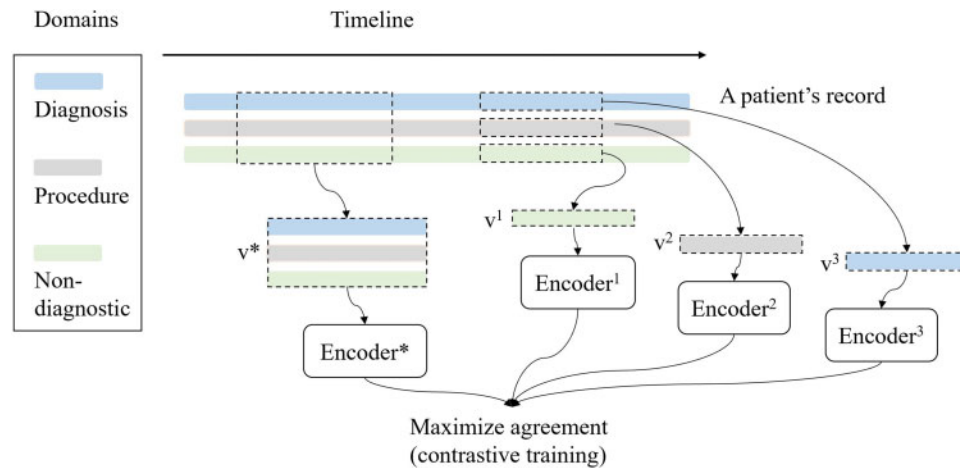 Domains
Timeline
Diagnosis
Procedure
Non-
diagnostic
A patient's record
v*
v¹
v²
v³
Encoder*
Encoder¹
Encoder²
Encoder³
Maximize agreement
(contrastive training)